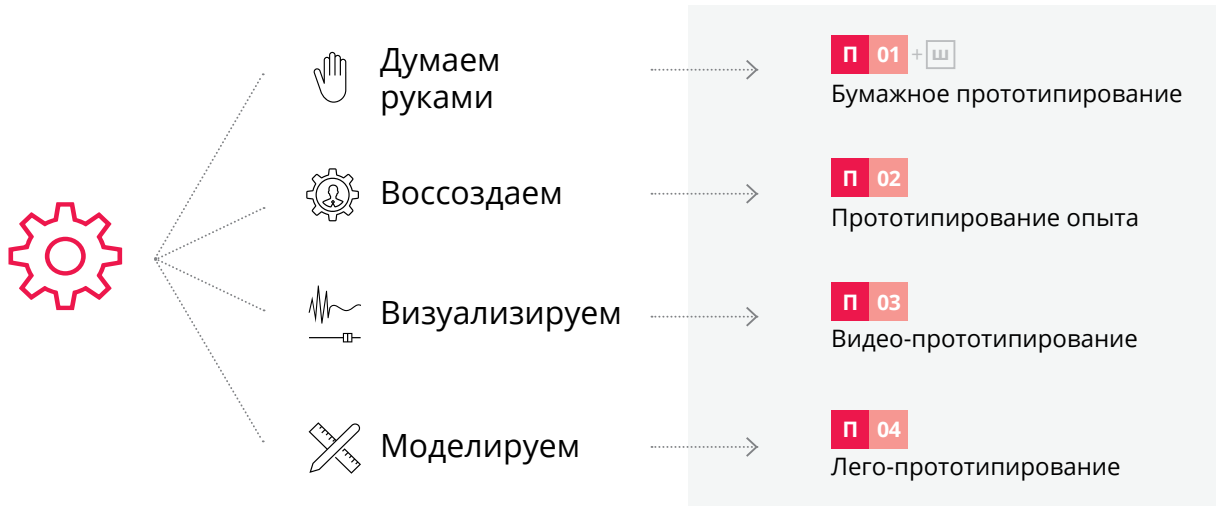 Думаем
руками
П 01 + Ш
Бумажное прототипирование
Воссоздаем
П 02
Прототипирование опыта
Визуализируем
П 03
Видео-прототипирование
Моделируем
П 04
Лего-прототипирование